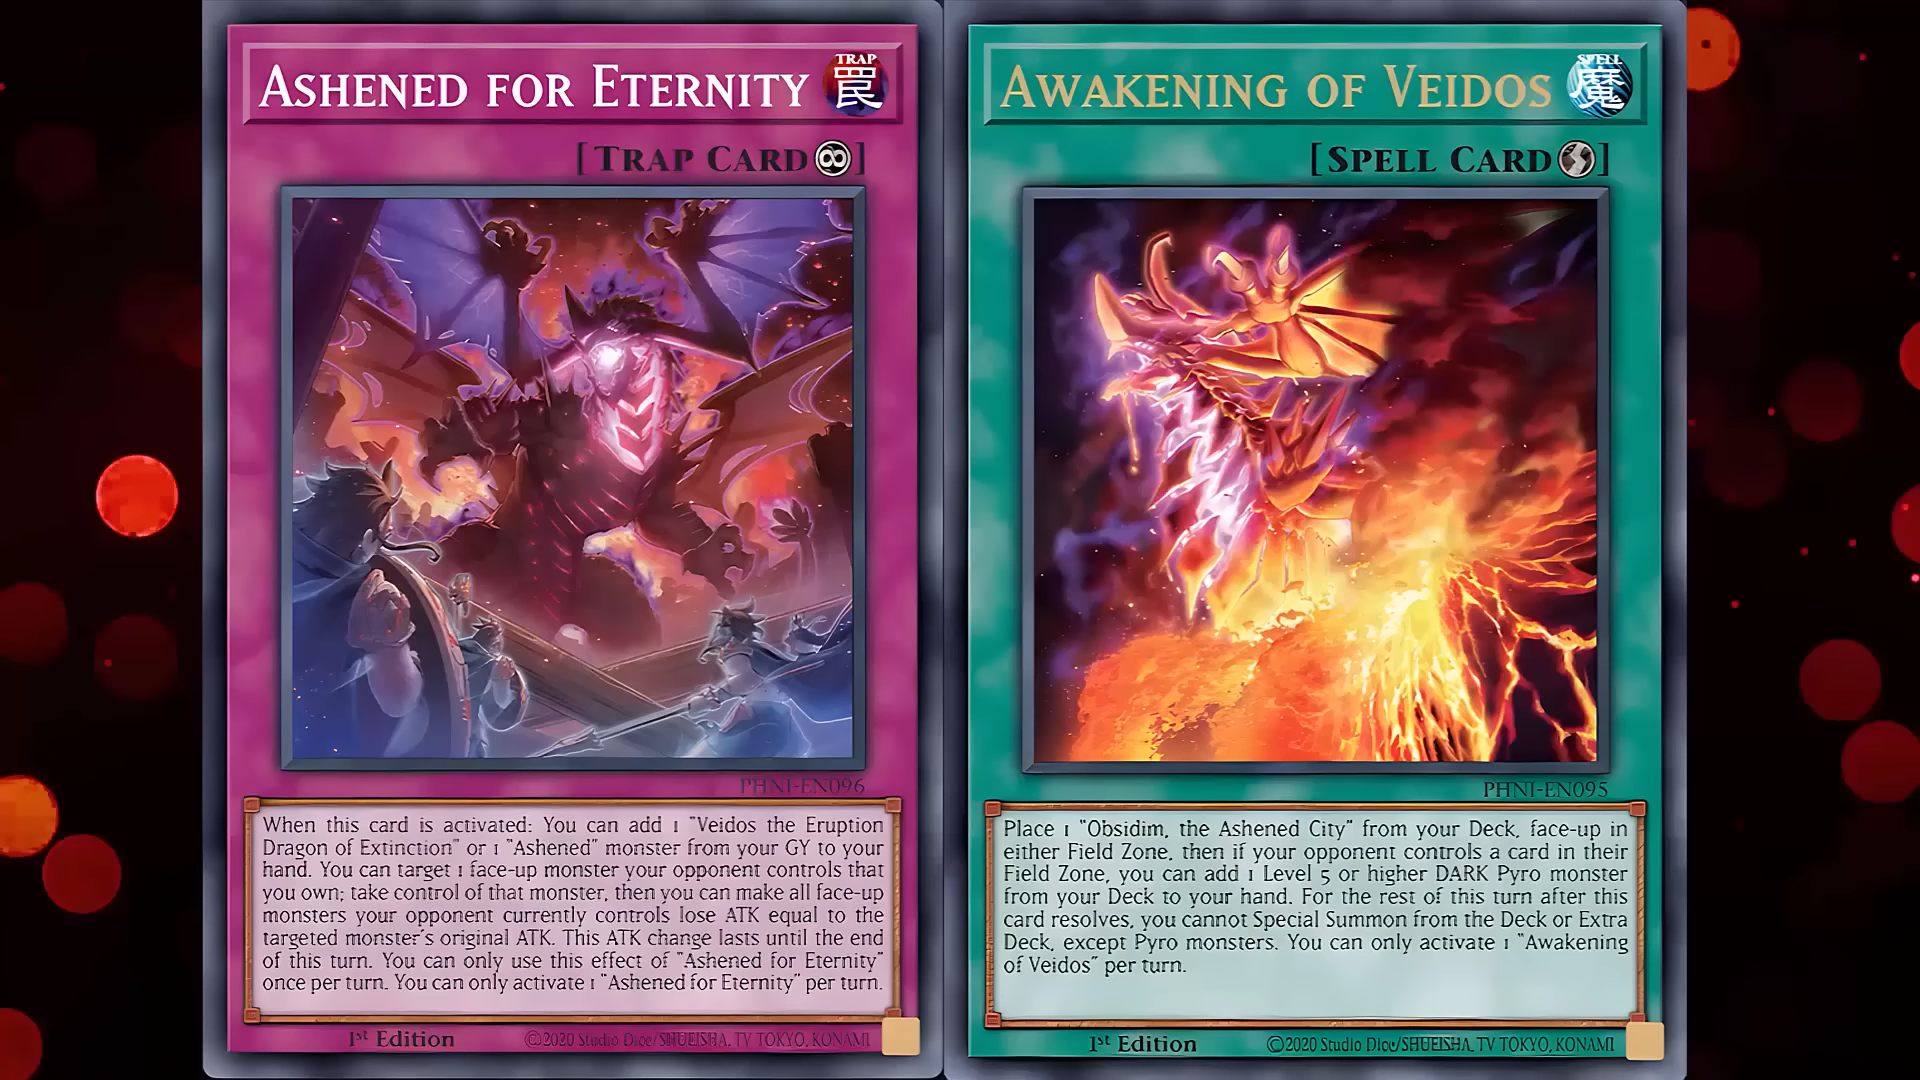 ASHENED FOR ETERNITY
TRAP
罠
[TRAP CARD]
PHNI-EN096
When this card is activated: You can add 1 "Veidos the Eruption
Dragon of Extinction" or 1 "Ashened" monster from your GY to your
hand. You can target 1 face-up monster your opponent controls that
you own; take control of that monster, then you can make all face-up
monsters your opponent currently controls lose ATK equal to the
targeted monster's original ATK. This ATK change lasts until the end
of this turn. You can only use this effect of "Ashened for Eternity"
once per turn. You can only activate 1 "Ashened for Eternity" per turn.
1st Edition
©2020 Studio Dice/SHUEISHA, TV TOKYO, KONAMI
AWAKENING OF VEIDOS
SPELL
魔
[SPELL CARD]
PHNI-EN095
Place 1 "Obsidim, the Ashened City" from your Deck, face-up in
either Field Zone, then if your opponent controls a card in their
Field Zone, you can add 1 Level 5 or higher DARK Pyro monster
from your Deck to your hand. For the rest of this turn after this
card resolves, you cannot Special Summon from the Deck or Extra
Deck, except Pyro monsters. You can only activate 1 "Awakening
of Veidos" per turn.
1st Edition
©2020 Studio Dice/SHUEISHA, TV TOKYO, KONAMI